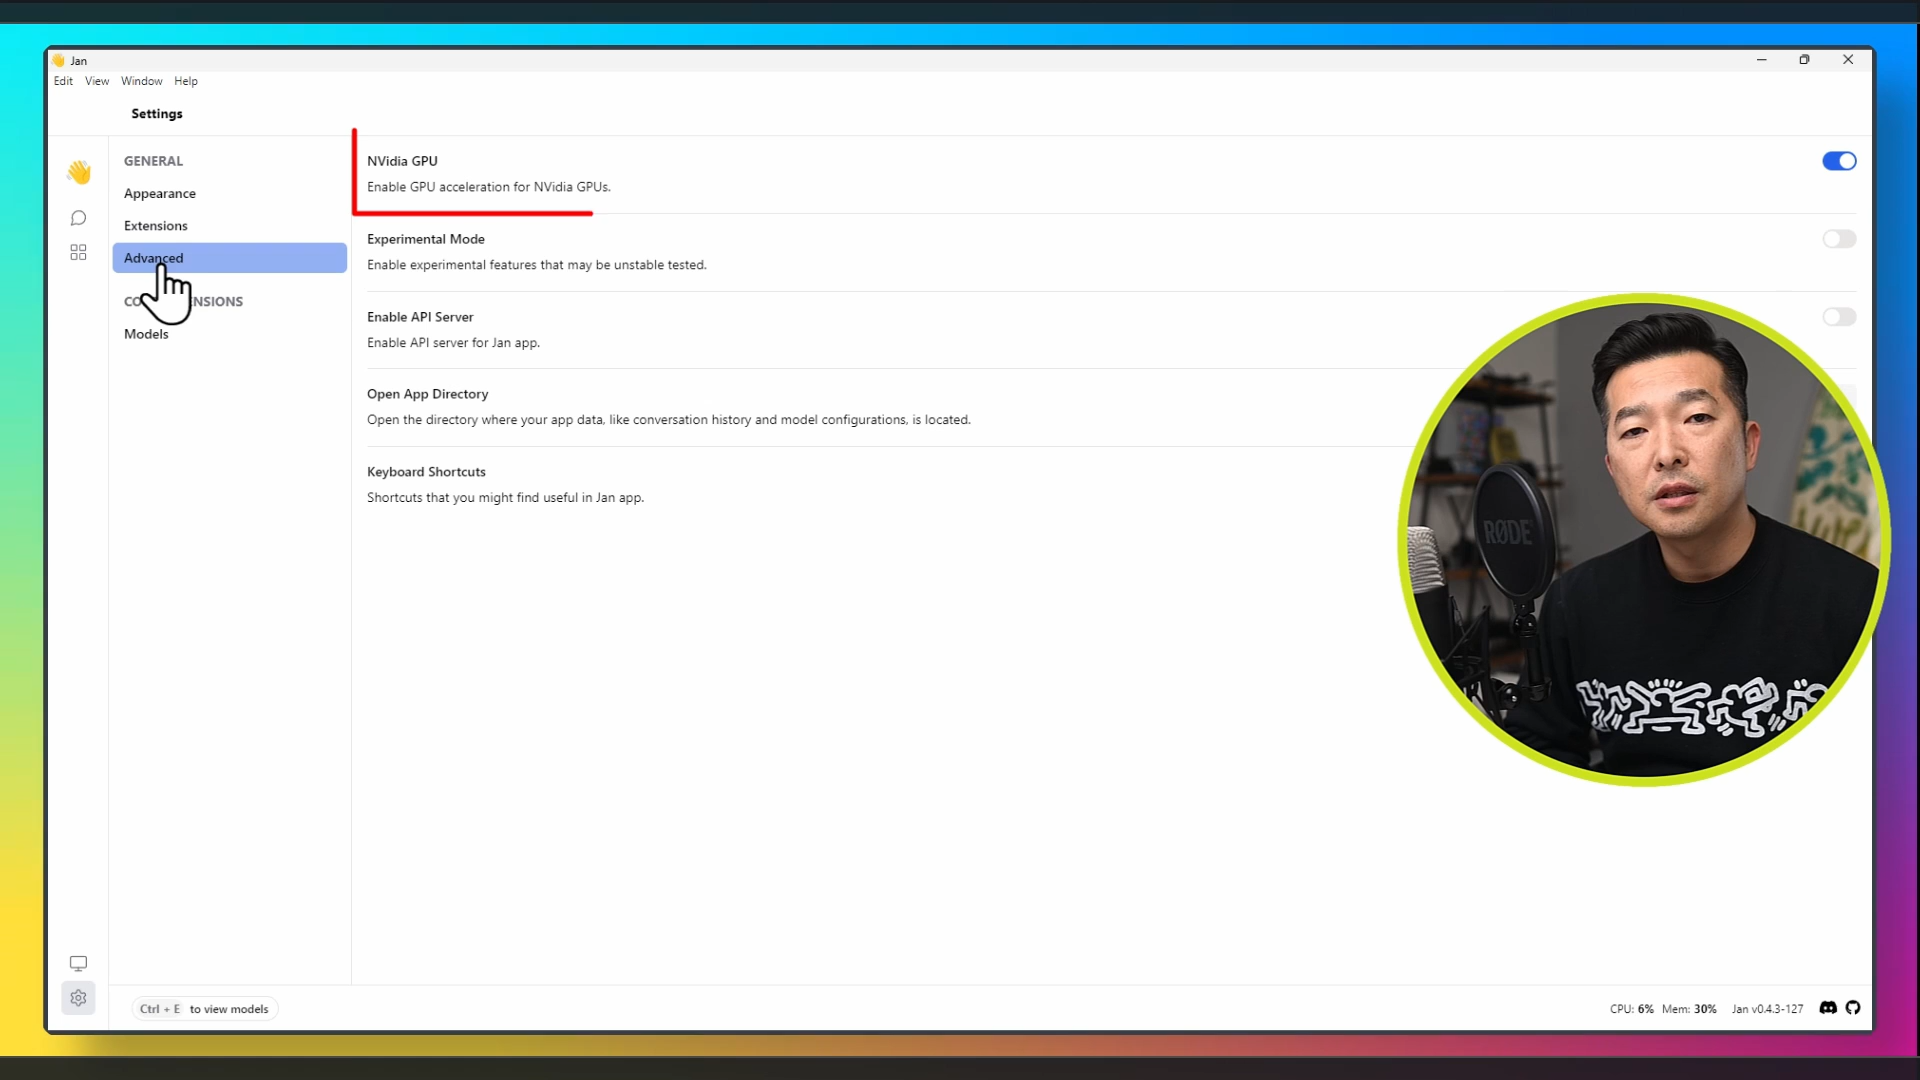 Jan
Edit View Window Help
Settings
GENERAL
Appearance
Extensions
Advanced
Models
NVidia GPU
Enable GPU acceleration for NVidia GPUs.
Experimental Mode
Enable experimental features that may be unstable tested.
Enable API Server
Enable API server for Jan app.
Open App Directory
Open the directory where your app data, like conversation history and model configurations, is located.
Keyboard Shortcuts
Shortcuts that you might find useful in Jan app.
RØDE
Ctrl + E to view models
CPU: 6% Mem: 30% Jan v0.4.3-127